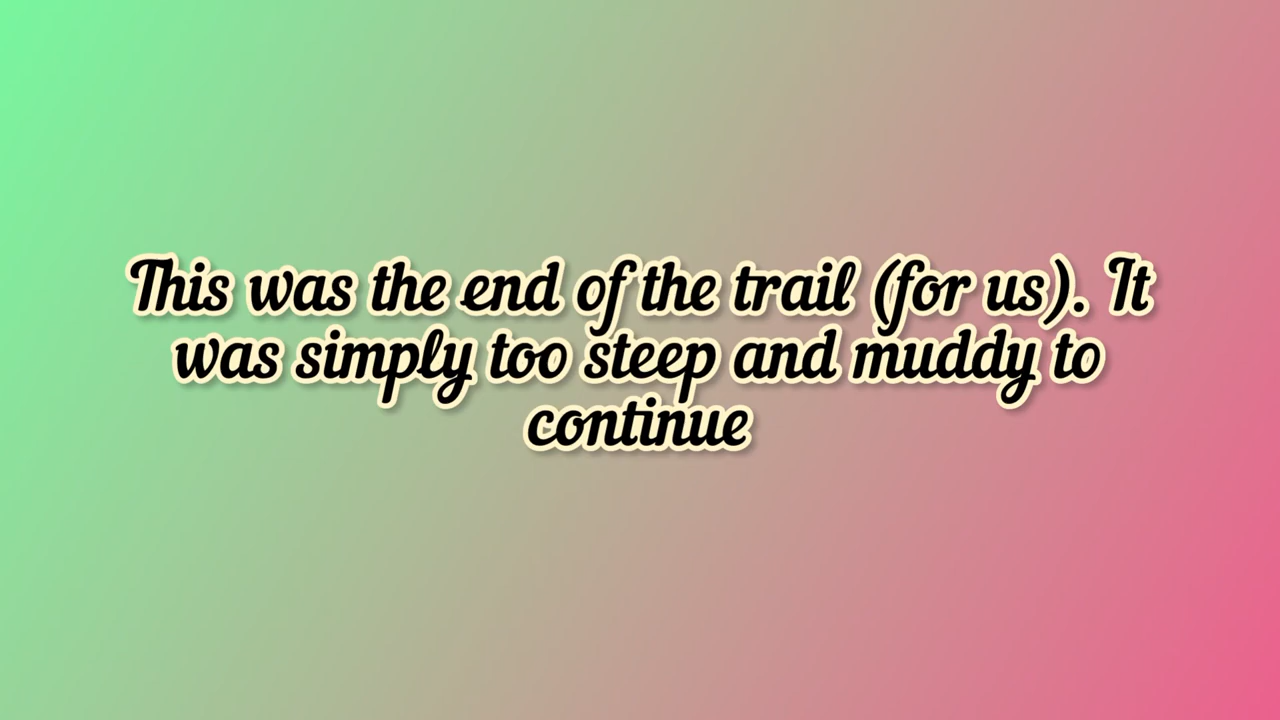 This was the end of the trail (for us). It
was simply too steep and muddy to
continue